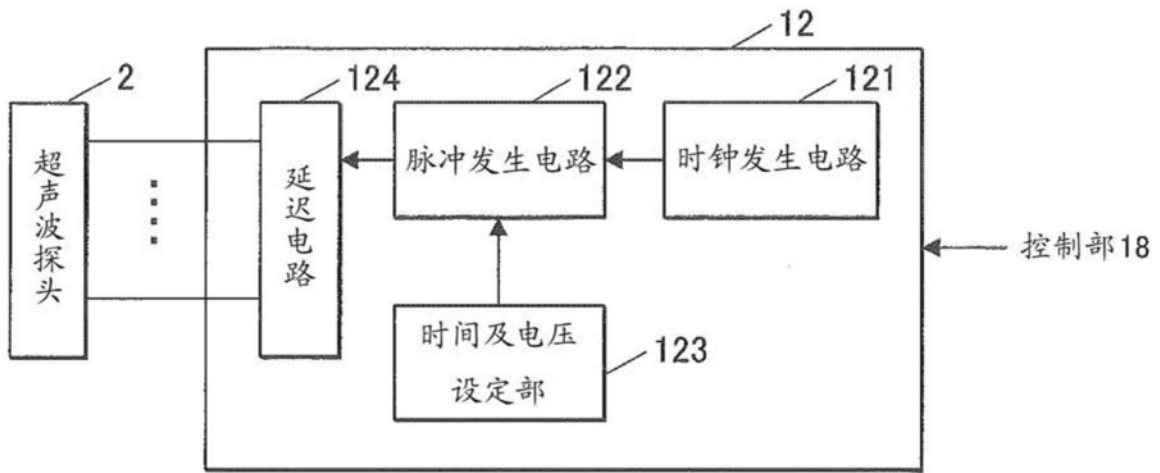 12
2
124
122
121
超声波探头
延迟电路
脉冲发生电路
时钟发生电路
控制部18
时间及电压
设定部
123